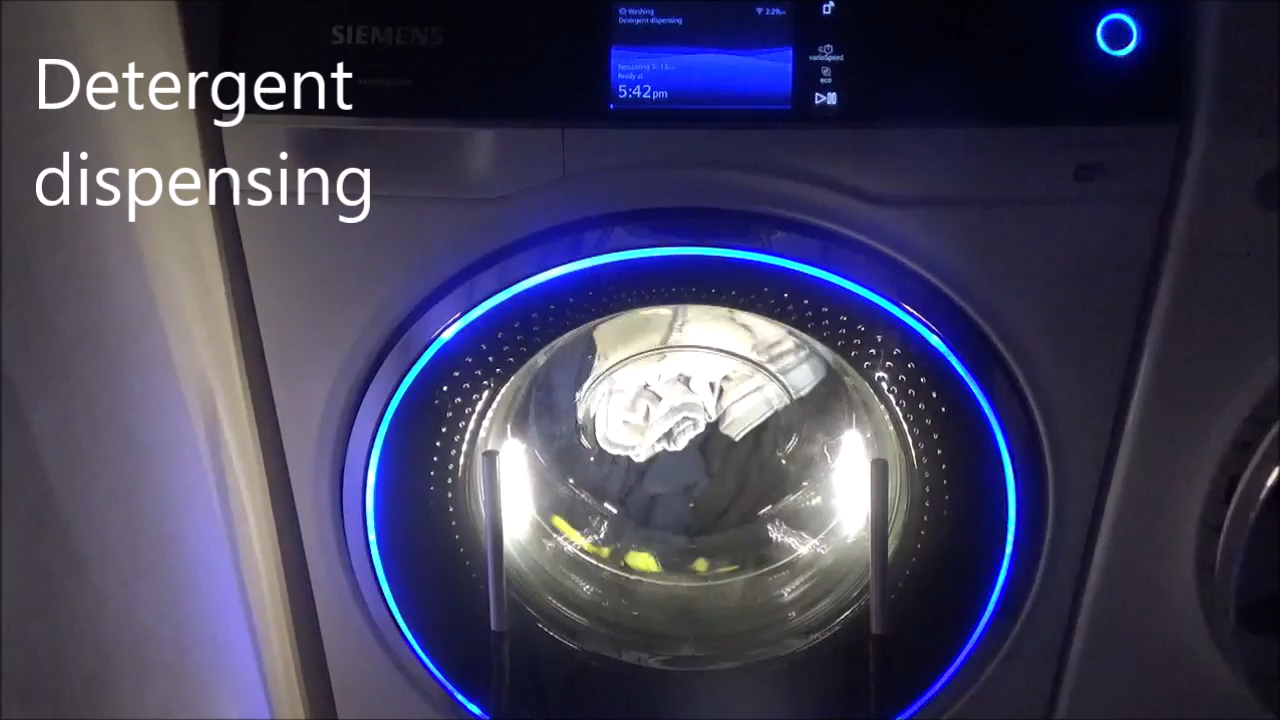 Detergent
dispensing
SIEMENS
Washing
2:29pm
Detergent dispensing
Ready at
5:42pm
varioSpeed
eco